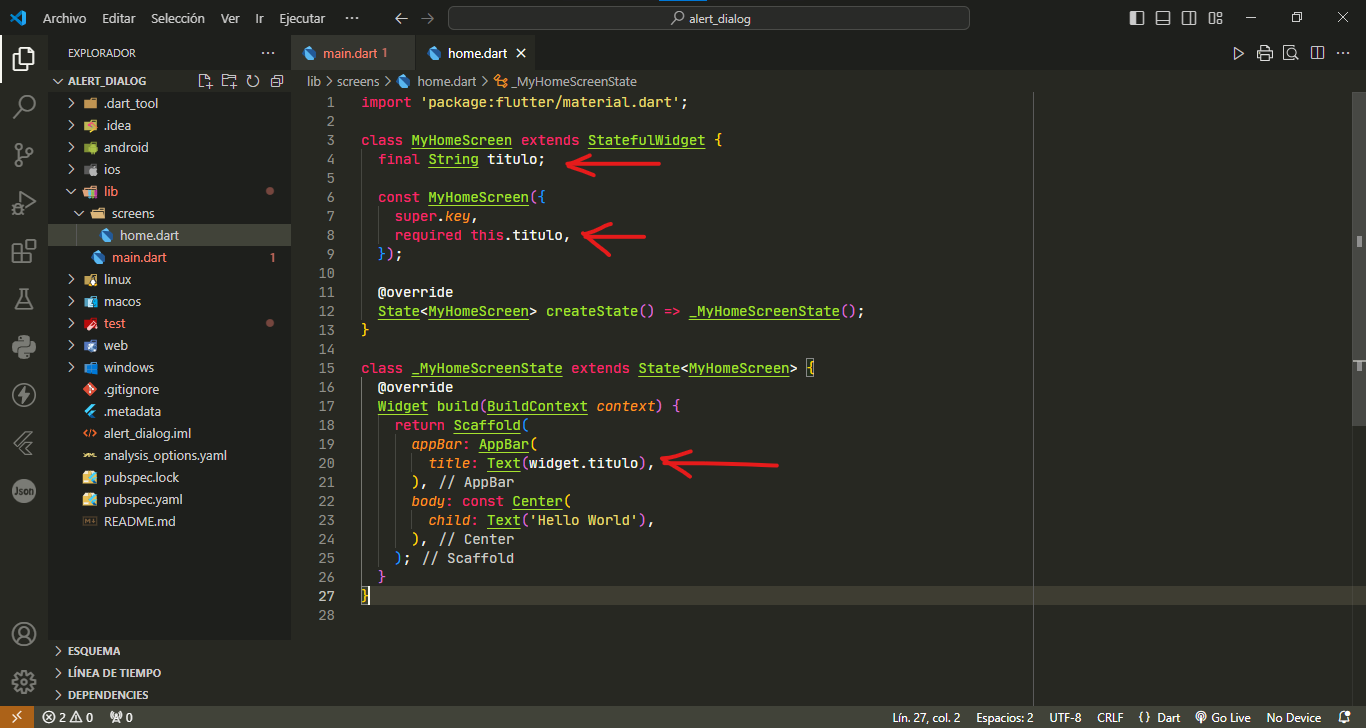 Archivo Editar Selección Ver Ir Ejecutar ··· alert_dialog
EXPLORADOR ···
main.dart 1 home.dart
ALERT_DIALOG
lib > screens > home.dart > _MyHomeScreenState
.dart_tool
.idea
android
ios
lib
screens
home.dart
main.dart 1
linux
macos
test
web
windows
.gitignore
.metadata
alert_dialog.iml
analysis_options.yaml
pubspec.lock
pubspec.yaml
README.md
ESQUEMA
LÍNEA DE TIEMPO
DEPENDENCIES
Json
1 import 'package:flutter/material.dart';
2
3 class MyHomeScreen extends StatefulWidget {
4 final String titulo;
5
6 const MyHomeScreen({
7 super.key,
8 required this.titulo,
9 });
10
11 @override
12 State<MyHomeScreen> createState() => _MyHomeScreenState();
13 }
14
15 class _MyHomeScreenState extends State<MyHomeScreen> {
16 @override
17 Widget build(BuildContext context) {
18 return Scaffold(
19 appBar: AppBar(
20 title: Text(widget.titulo),
21 ), // AppBar
22 body: const Center(
23 child: Text('Hello World'),
24 ), // Center
25 ); // Scaffold
26 }
27 }
28
2 0 0 Lín. 27, col. 2 Espacios: 2 UTF-8 CRLF {} Dart Go Live No Device